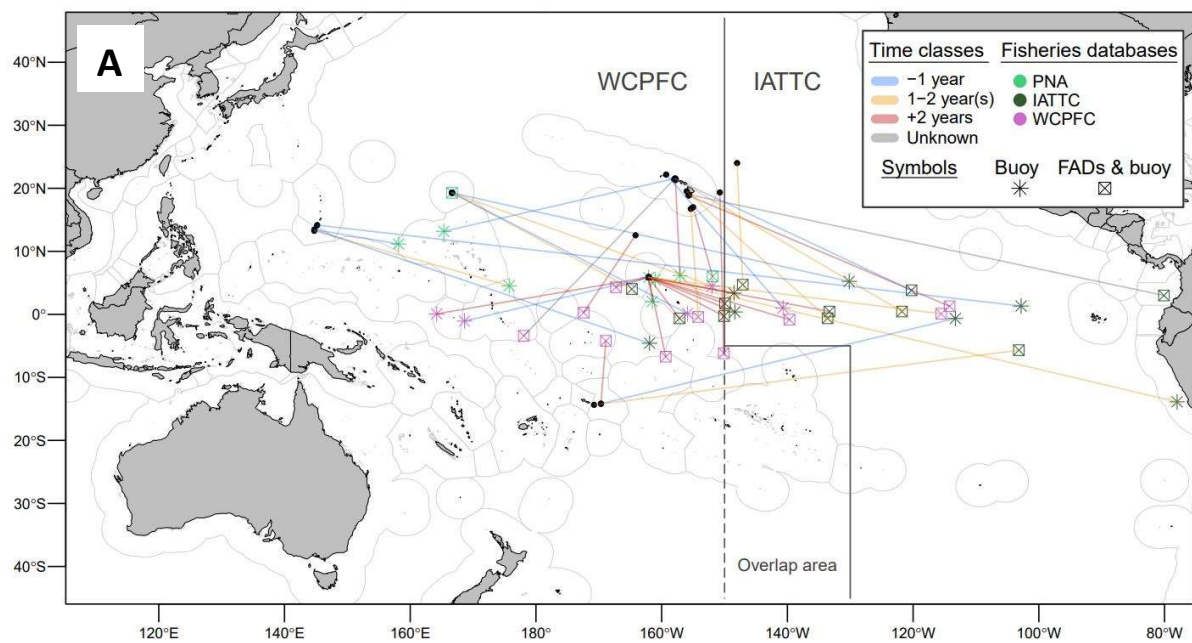 A
WCPFC
IATTC
Time classes
Fisheries databases
−1 year
PNA
1−2 year(s)
IATTC
+2 years
WCPFC
Unknown
Symbols
Buoy
FADs & buoy
40°N
30°N
20°N
10°N
0°
10°S
20°S
30°S
40°S
Overlap area
120°E
140°E
160°E
180°
160°W
140°W
120°W
100°W
80°W